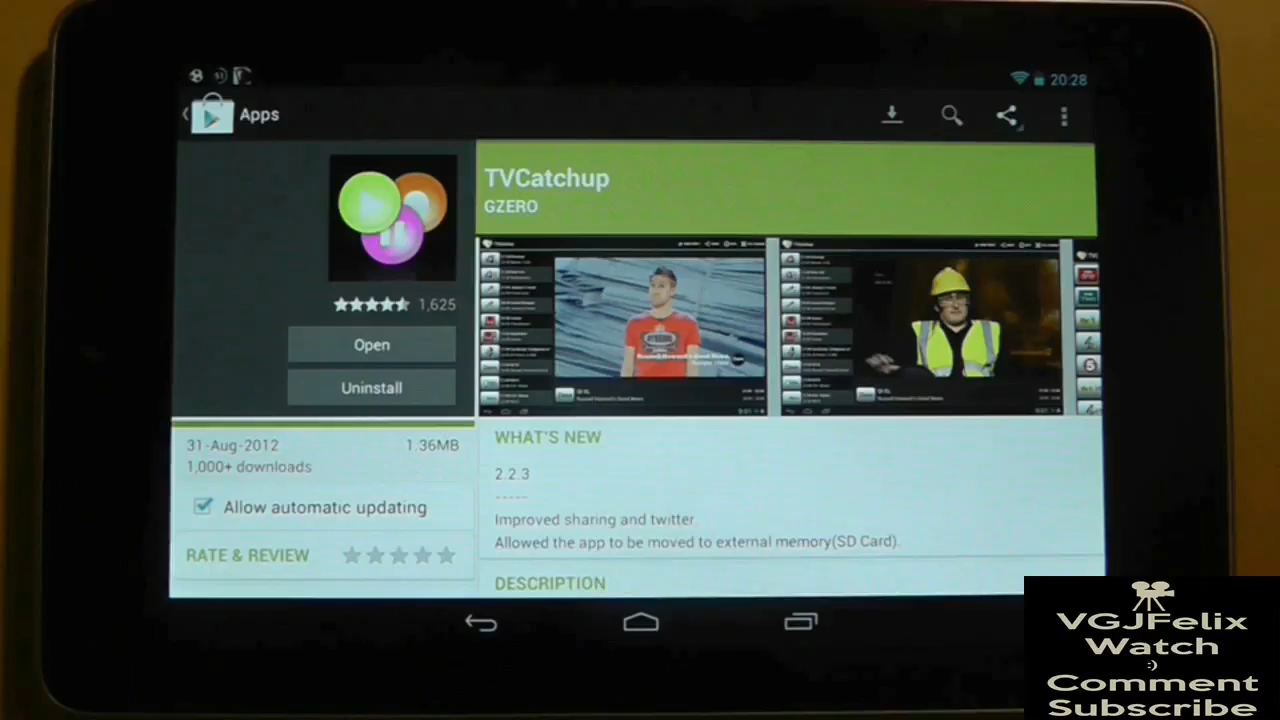 20:28
Apps
TVCatchup
GZERO
1,625
Open
Uninstall
31-Aug-2012
1.36MB
1,000+ downloads
Allow automatic updating
RATE & REVIEW
WHAT'S NEW
2.2.3
-----
Improved sharing and twitter.
Allowed the app to be moved to external memory(SD Card).
DESCRIPTION
VGJFelix
Watch
:)
Comment
Subscribe